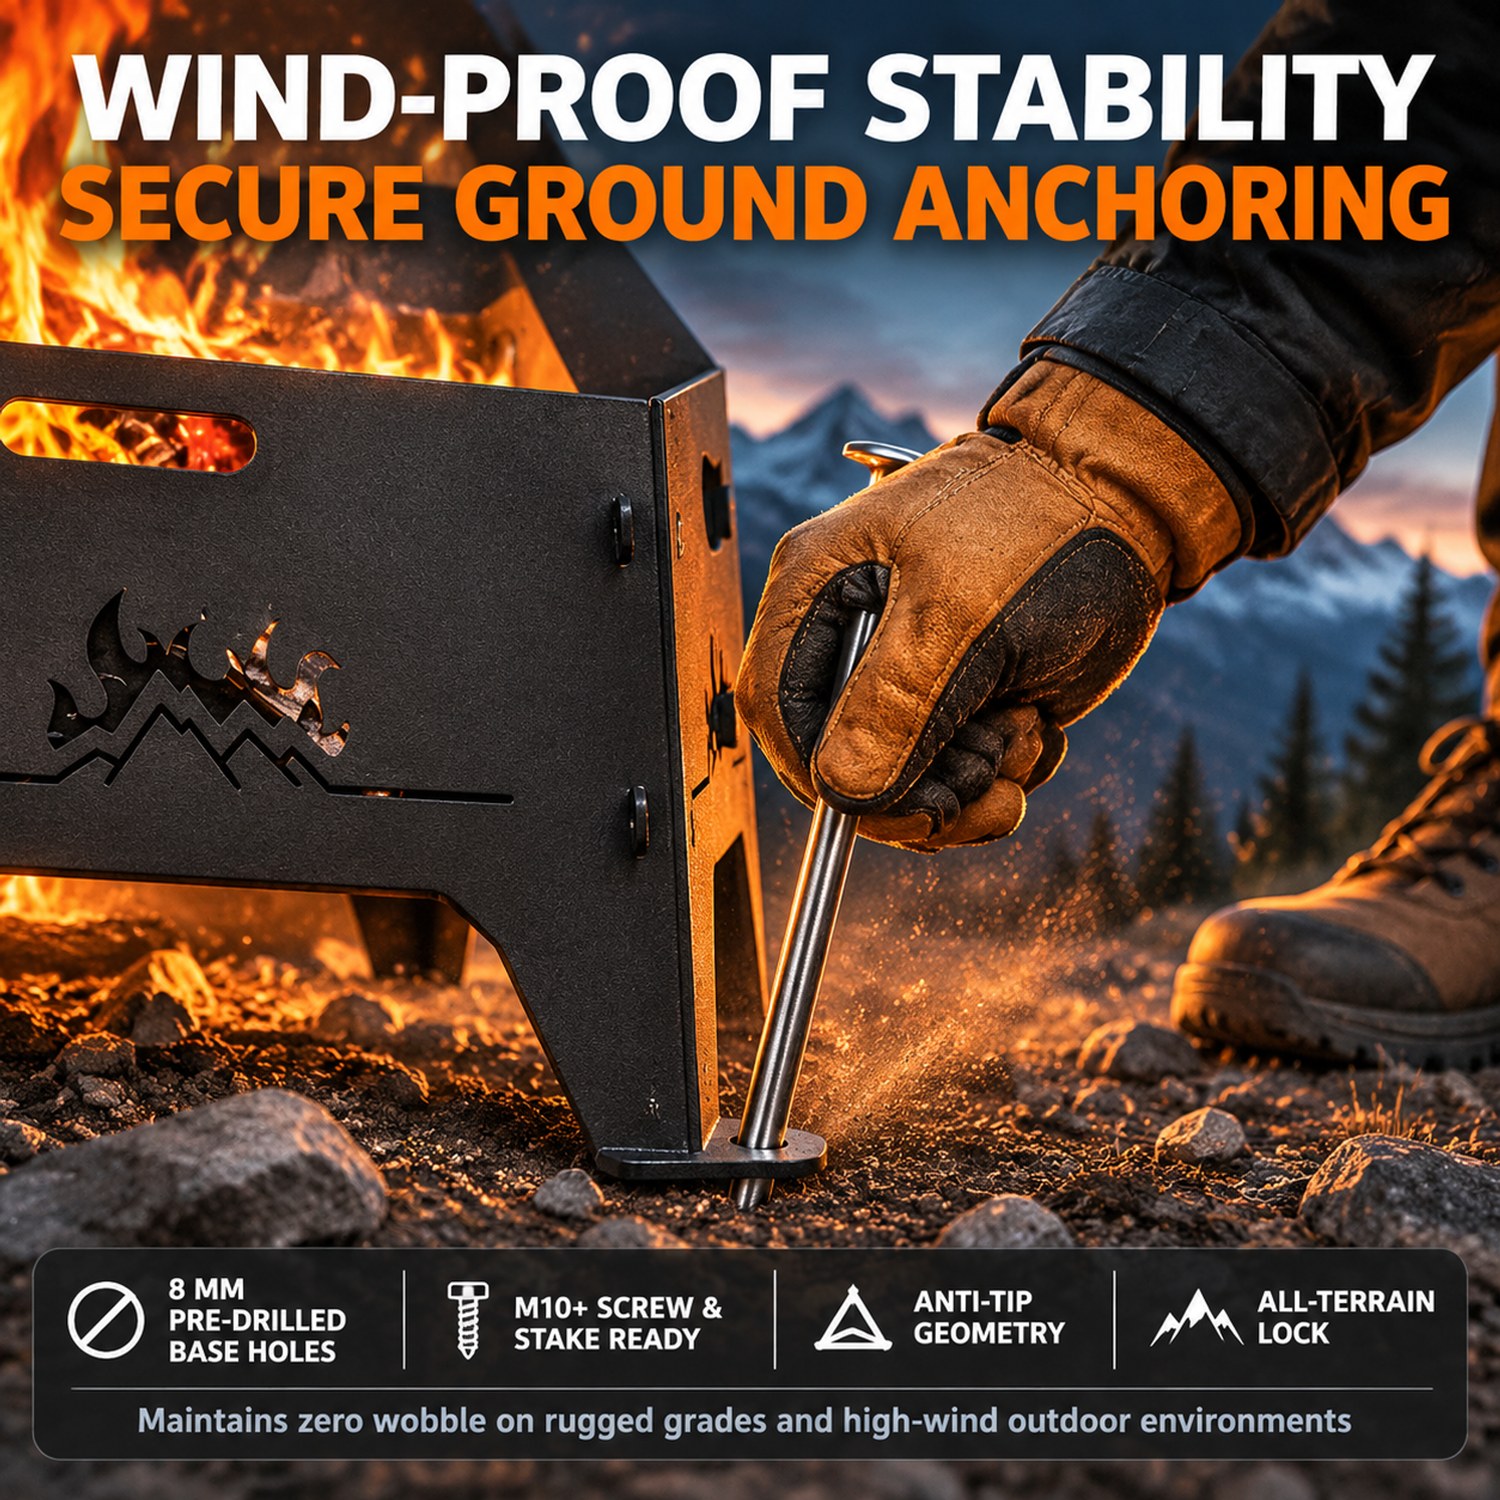 WIND-PROOF STABILITY
SECURE GROUND ANCHORING
8 MM
PRE-DRILLED
BASE HOLES
M10+ SCREW &
STAKE READY
ANTI-TIP
GEOMETRY
ALL-TERRAIN
LOCK
Maintains zero wobble on rugged grades and high-wind outdoor environments